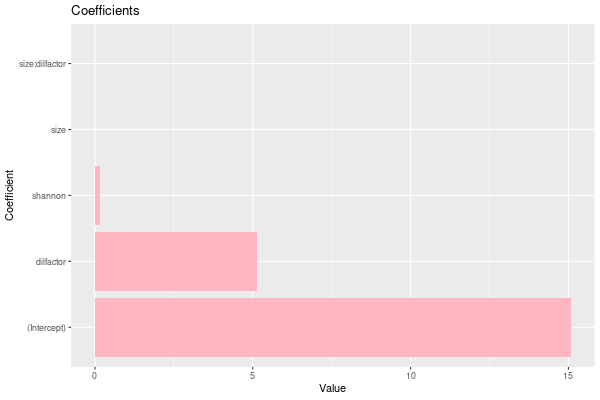 Coefficients
size:dilfactor
size
shannon
dilfactor
(Intercept)
Coefficient
0 5 10 15
Value